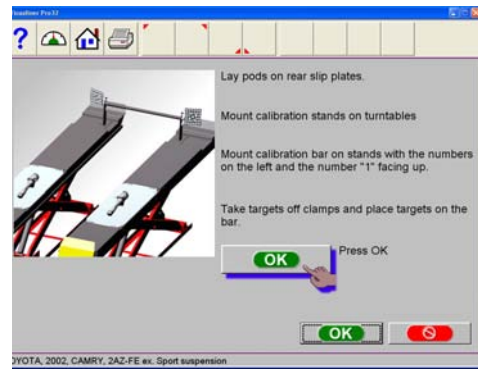 Visualiner Pro32
?
Lay pods on rear slip plates.
Mount calibration stands on turntables
Mount calibration bar on stands with the numbers
on the left and the number "1" facing up.
Take targets off clamps and place targets on the
bar.
OK
Press OK
OK
OYOTA, 2002, CAMRY, 2AZ-FE ex. Sport suspension